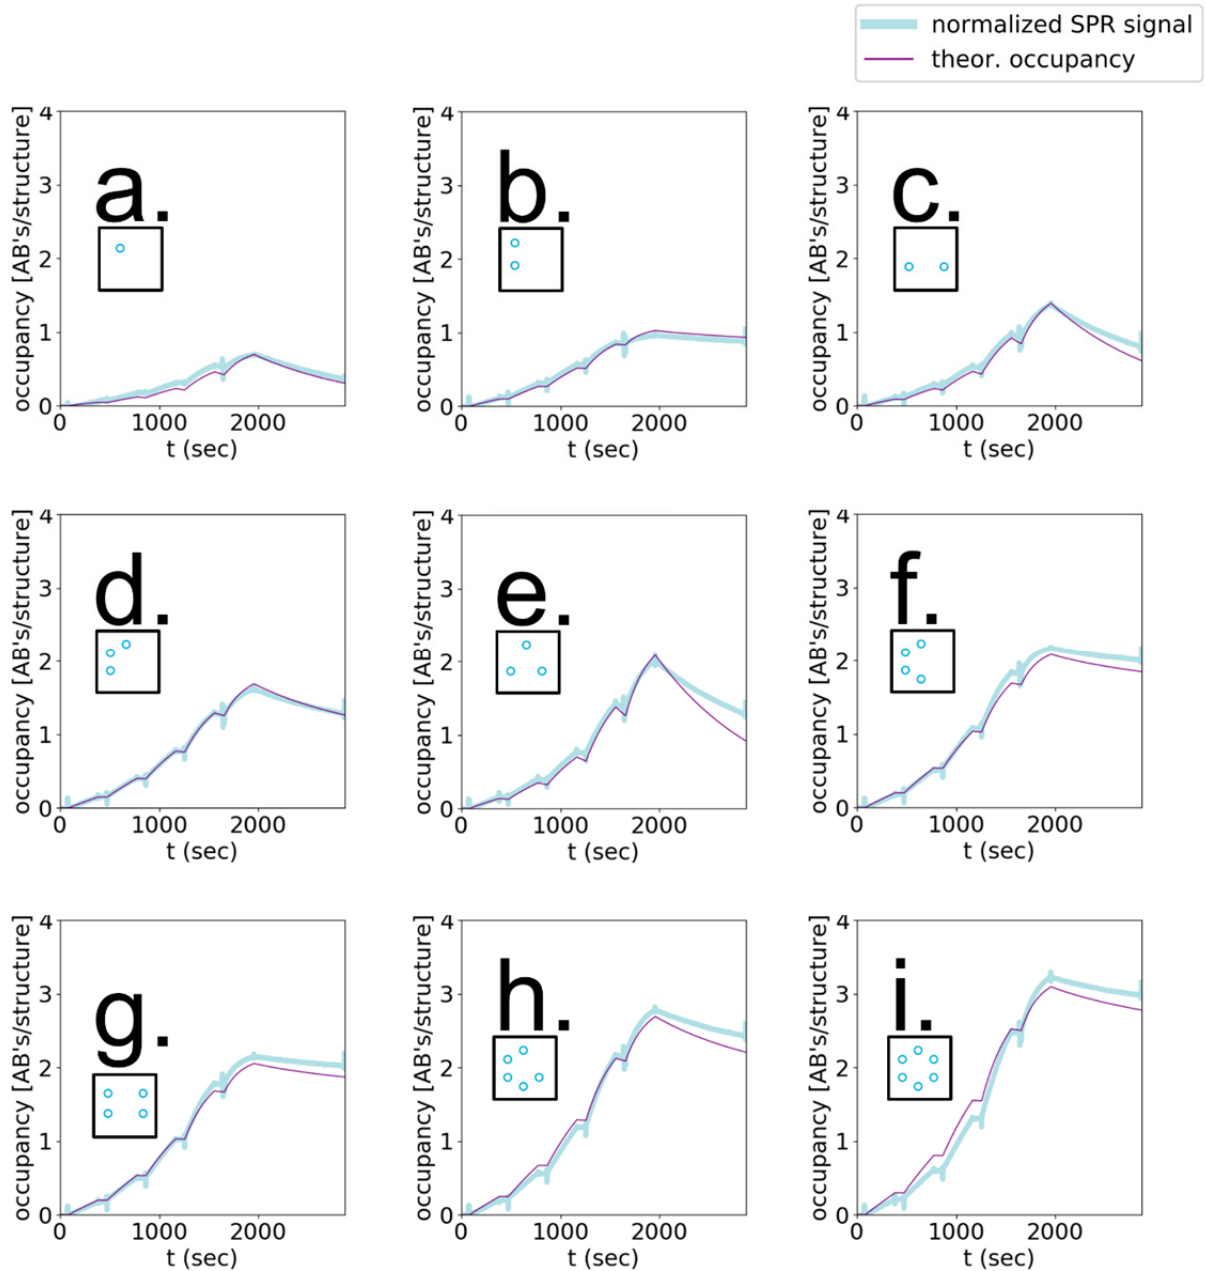 normalized SPR signal
theor. occupancy
occupancy [AB's/structure]
4
3
2
1
0
a.
0 1000 2000
t (sec)
occupancy [AB's/structure]
4
3
2
1
0
b.
0 1000 2000
t (sec)
occupancy [AB's/structure]
4
3
2
1
0
c.
0 1000 2000
t (sec)
occupancy [AB's/structure]
4
3
2
1
0
d.
0 1000 2000
t (sec)
occupancy [AB's/structure]
4
3
2
1
0
e.
0 1000 2000
t (sec)
occupancy [AB's/structure]
4
3
2
1
0
f.
0 1000 2000
t (sec)
occupancy [AB's/structure]
4
3
2
1
0
g.
0 1000 2000
t (sec)
occupancy [AB's/structure]
4
3
2
1
0
h.
0 1000 2000
t (sec)
occupancy [AB's/structure]
4
3
2
1
0
i.
0 1000 2000
t (sec)